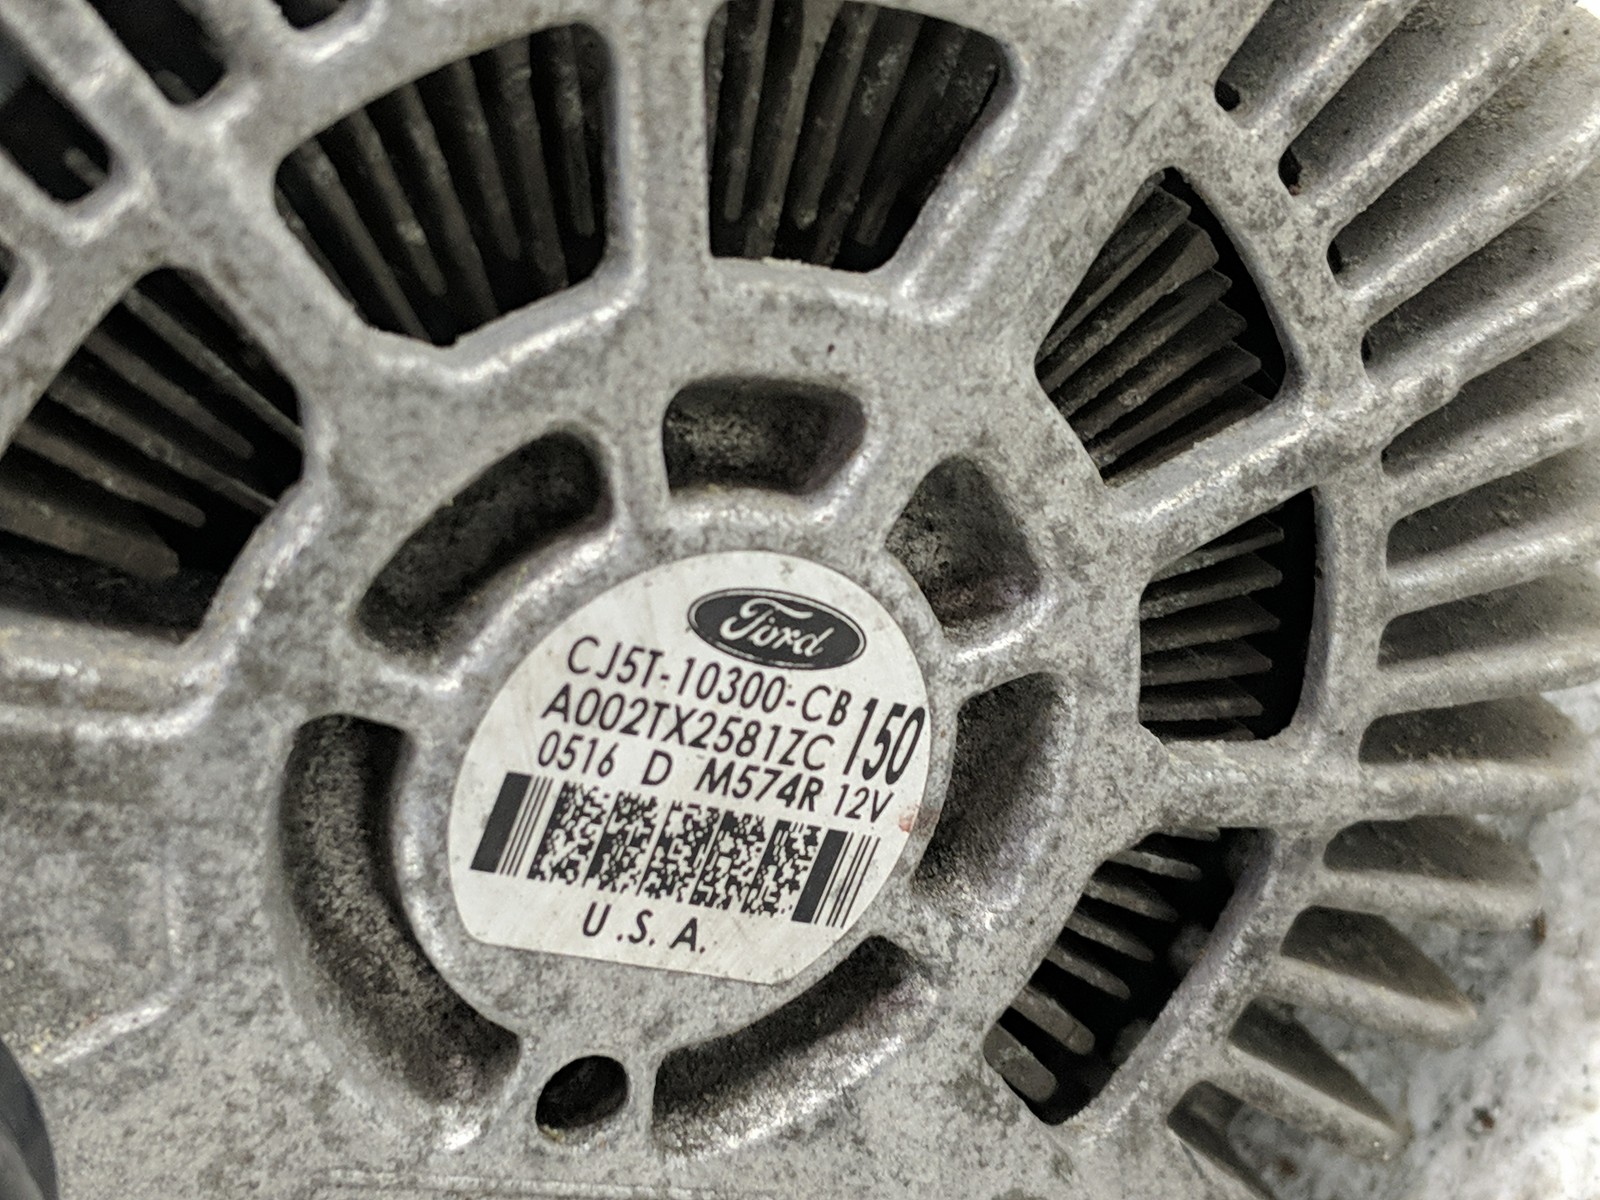 Ford
CJ5T-10300-CB
A002TX2581ZC 150
0516 D M574R 12V
U.S.A.